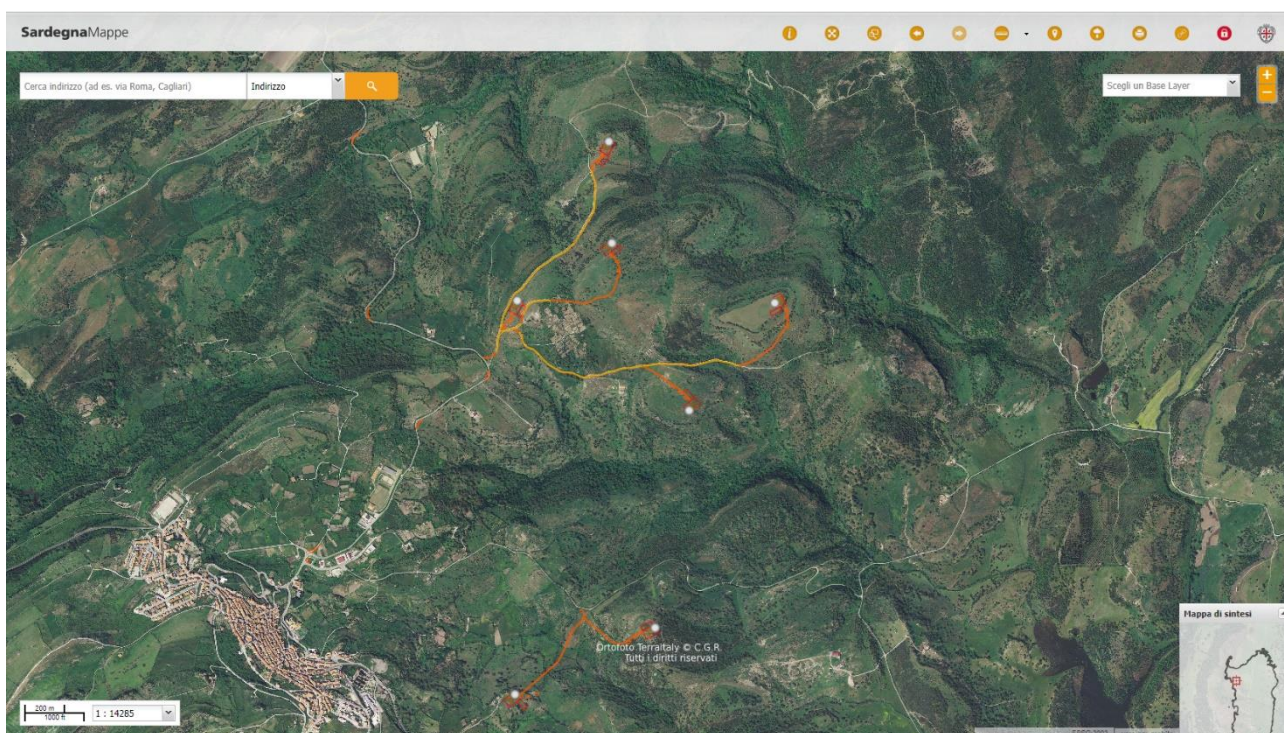 SardegnaMappe
Cerca indirizzo (ad es. via Roma, Cagliari)
Indirizzo
Scegli un Base Layer
+
−
Ortofoto TerraItaly © C.G.R.
Tutti i diritti riservati
Mappa di sintesi
200 m
1000 ft
1 : 14285